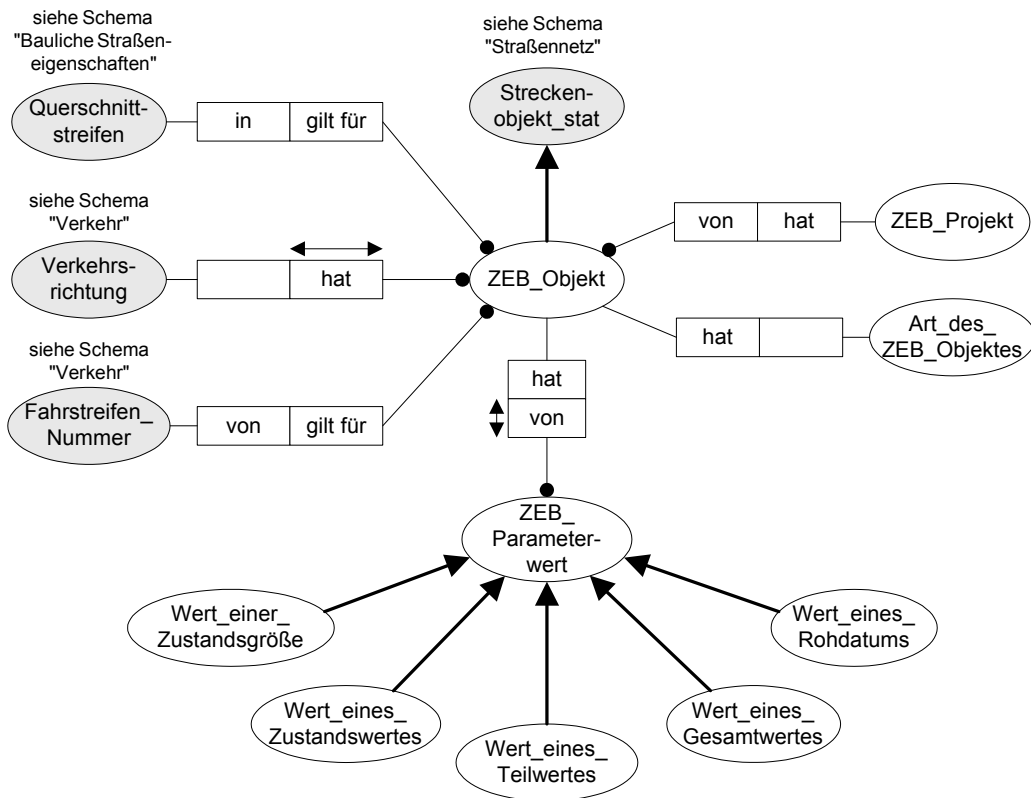 siehe Schema
"Bauliche Straßen-
eigenschaften"
siehe Schema
"Straßennetz"
Querschnitt-
streifen
in
gilt für
Strecken-
objekt_stat
siehe Schema
"Verkehr"
Verkehrs-
richtung
hat
ZEB_Objekt
von
hat
ZEB_Projekt
hat
Art_des_
ZEB_Objektes
siehe Schema
"Verkehr"
Fahrstreifen_
Nummer
von
gilt für
hat
von
ZEB_
Parameter-
wert
Wert_einer_
Zustandsgröße
Wert_eines_
Zustandswertes
Wert_eines_
Teilwertes
Wert_eines_
Gesamtwertes
Wert_eines_
Rohdatums